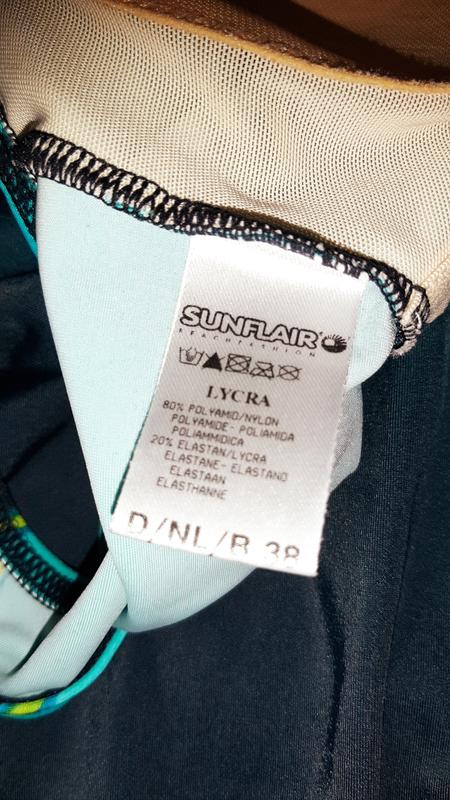 SUNFLAIR
BEACHFASHION
LYCRA
80% POLYAMID/NYLON
POLYAMIDE- POLIAMIDA
POLIAMMIDICA
20% ELASTAN/LYCRA
ELASTANE- ELASTANO
ELASTAAN
ELASTHANNE
D/NL/B 38